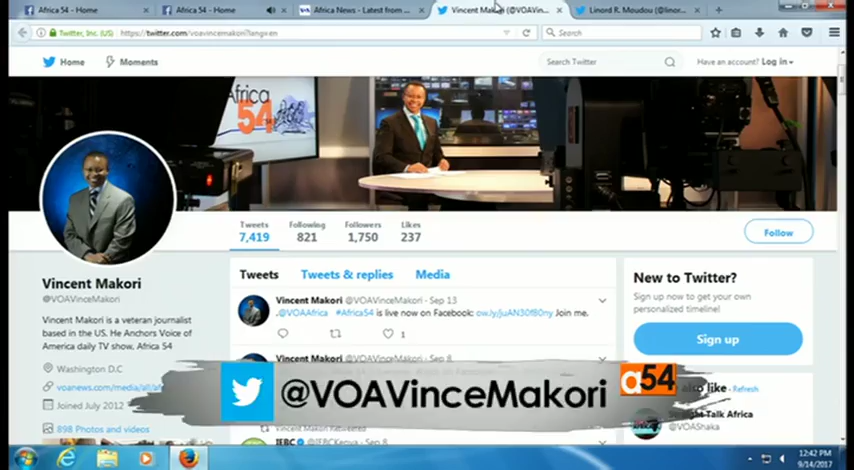 Africa 54 - Home
Africa 54 - Home
Africa News - Latest from ...
Vincent Makori (@VOAVin...
Linord R. Moudou (@linor...
Twitter, Inc. (US)
https://twitter.com/voavincemakori?lang=en
Search
Home
Moments
Search Twitter
Have an account? Log in
Africa
54
Tweets
7,419
Following
821
Followers
1,750
Likes
237
Follow
Vincent Makori
@VOAVinceMakori
Vincent Makori is a veteran journalist
based in the US. He Anchors Voice of
America daily TV show, Africa 54
Washington D.C
voanews.com/media/all/af
Joined July 2012
898 Photos and videos
Tweets
Tweets & replies
Media
Vincent Makori @VOAVinceMakori - Sep 13
.@VOAAfrica #Africa54 is live now on Facebook: ow.ly/juAN30f80ny Join me.
1
Vincent Makori @VOAVinceMakori - Sep 8
@VOAVinceMakori
a54
Vincent Makori Retweeted
IEBC @IEBCKenya - Sep 8
New to Twitter?
Sign up now to get your own
personalized timeline!
Sign up
also like - Refresh
Straight Talk Africa
@VOAShaka
12:42 PM
9/14/2017